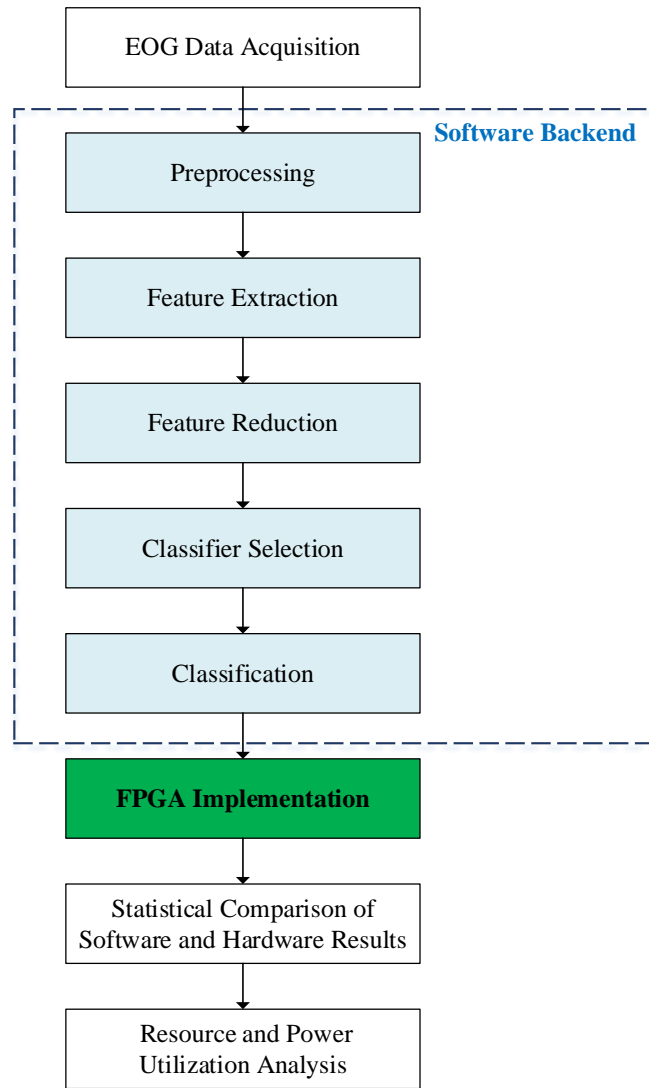 EOG Data Acquisition
Software Backend
Preprocessing
Feature Extraction
Feature Reduction
Classifier Selection
Classification
FPGA Implementation
Statistical Comparison of
Software and Hardware Results
Resource and Power
Utilization Analysis